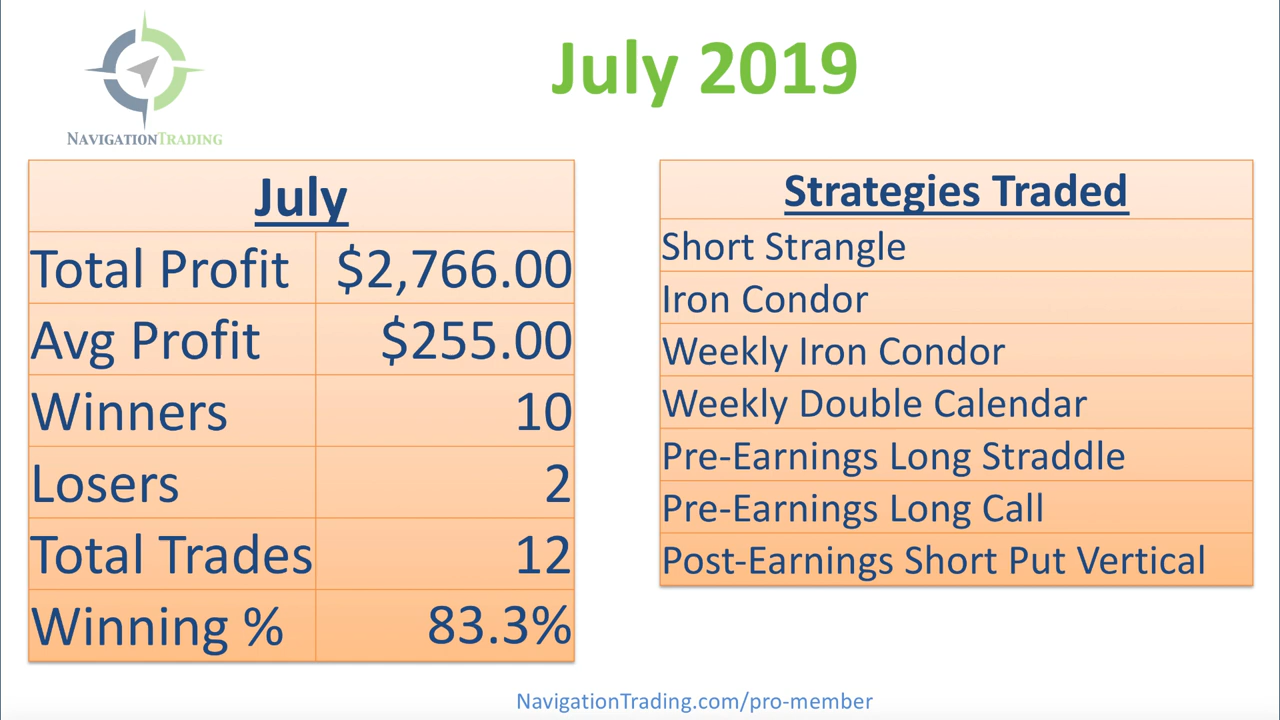 NAVIGATIONTRADING
July 2019
July
Total Profit $2,766.00
Avg Profit $255.00
Winners 10
Losers 2
Total Trades 12
Winning % 83.3%
Strategies Traded
Short Strangle
Iron Condor
Weekly Iron Condor
Weekly Double Calendar
Pre-Earnings Long Straddle
Pre-Earnings Long Call
Post-Earnings Short Put Vertical
NavigationTrading.com/pro-member